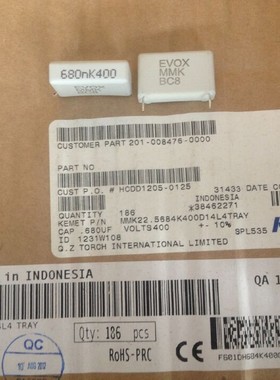 680nK400
EVOX
MMK
BC8
CUSTOMER PART 201-008476-0000
PART NO
CUST P.O. # HCDD1205-0125
31433
DATE CO
INDONESIA
*38462271
QUANTITY 186
KEMET P/N MMK22.5684K400D14L4TRAY
CAP .680UF VOLTS400 +- 10%
ID 1231W108
SPL535
Q.Z TORCH INTERNATIONAL LIMITED
in INDONESIA
QA
L4 TRAY
QC
Qty: 186 pcs
RoHS-PRC